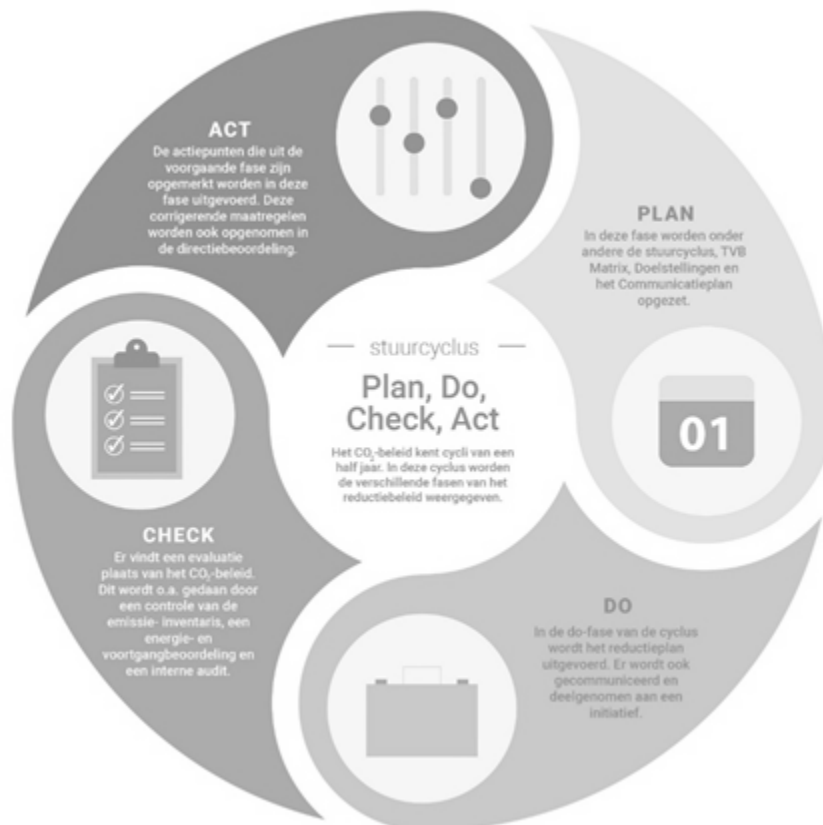 stuurcyclus
Plan, Do,
Check, Act
Het CO₂-beleid kent cycli van een
half jaar. In deze cyclus worden
de verschillende fasen van het
reductiebeleid weergegeven.
PLAN
In deze fase worden onder
andere de stuurcyclus, TVB
Matrix, Doelstellingen en
het Communicatieplan
opgezet.
01
DO
In de do-fase van de cyclus
wordt het reductieplan
uitgevoerd. Er wordt ook
gecommuniceerd en
deelgenomen aan een
initiatief.
CHECK
Er vindt een evaluatie
plaats van het CO₂-beleid.
Dit wordt o.a. gedaan door
een controle van de
emissie- inventaris, een
energie- en
voortgangbeoordeling en
een interne audit.
ACT
De actiepunten die uit de
voorgaande fase zijn
opgemerkt worden in deze
fase uitgevoerd. Deze
corrigerende maatregelen
worden ook opgenomen in
de directiebeoordeling.